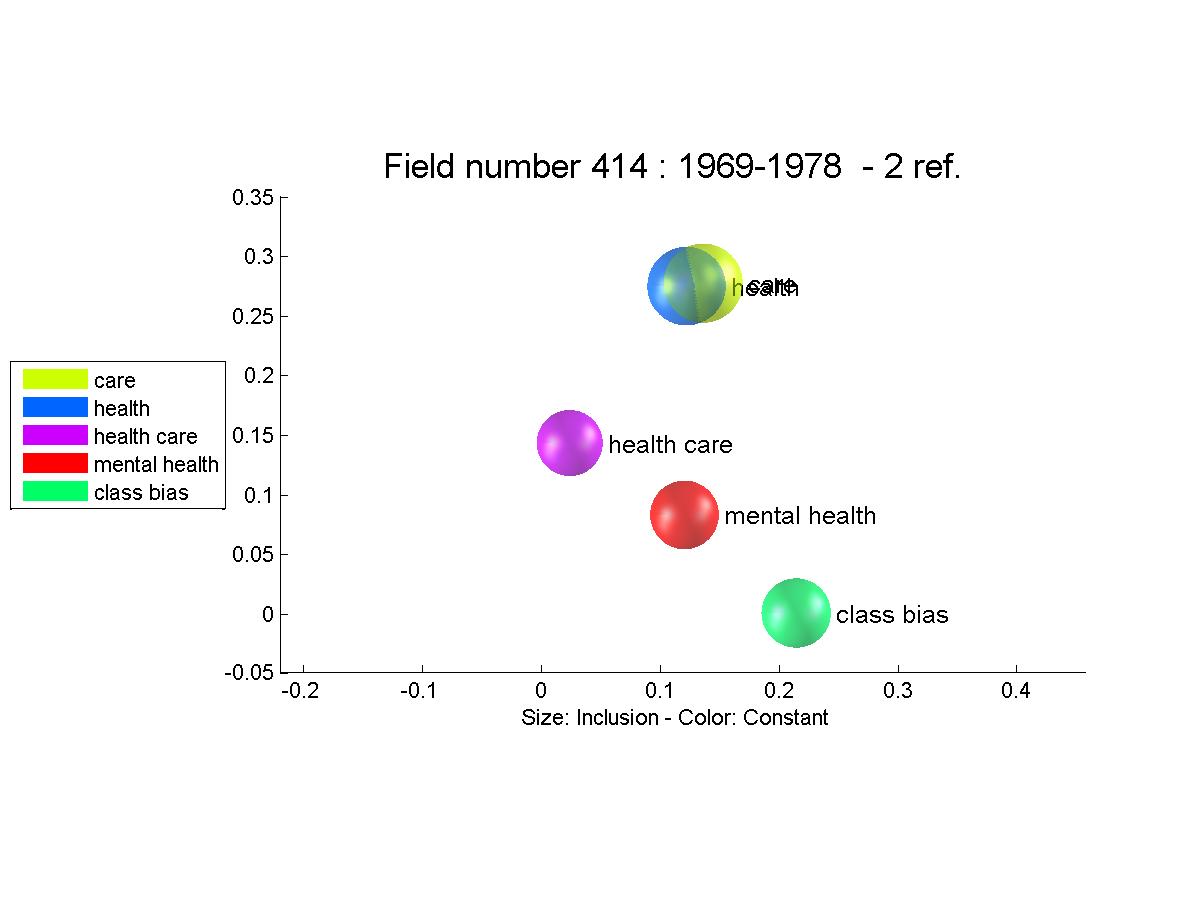 Field number 414 : 1969-1978  - 2 ref.
0.35
0.3
0.25
0.2
0.15
0.1
0.05
0
-0.05
-0.2
-0.1
0
0.1
0.2
0.3
0.4
Size: Inclusion - Color: Constant
care
health
health care
mental health
class bias
care
health
health care
mental health
class bias